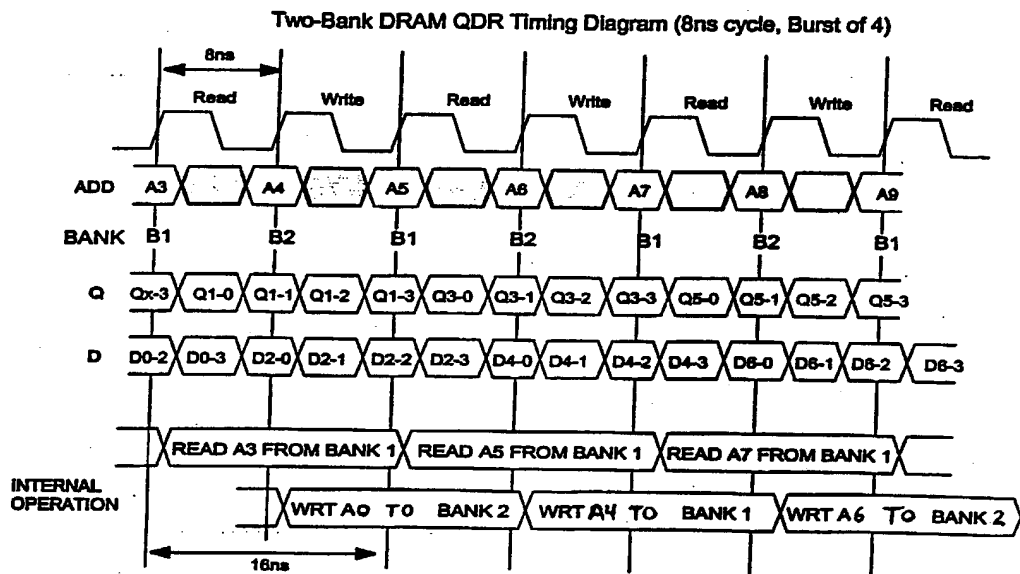 Two-Bank DRAM QDR Timing Diagram (8ns cycle, Burst of 4)
8ns
Read Write Read Write Read Write Read
ADD A3 A4 A5 A6 A7 A8 A9
BANK B1 B2 B1 B2 B1 B2 B1
Q Qx-3 Q1-0 Q1-1 Q1-2 Q1-3 Q3-0 Q3-1 Q3-2 Q3-3 Q5-0 Q5-1 Q5-2 Q5-3
D D0-2 D0-3 D2-0 D2-1 D2-2 D2-3 D4-0 D4-1 D4-2 D4-3 D6-0 D6-1 D6-2 D6-3
READ A3 FROM BANK 1 READ A5 FROM BANK 1 READ A7 FROM BANK 1
INTERNAL
OPERATION
WRT A0 TO BANK 2 WRT A4 TO BANK 1 WRT A6 TO BANK 2
16ns